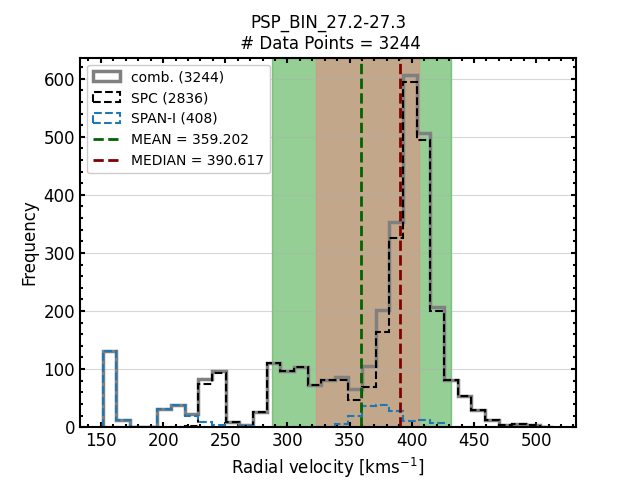 PSP_BIN_27.2-27.3
# Data Points = 3244
comb. (3244)
SPC (2836)
SPAN-I (408)
MEAN = 359.202
MEDIAN = 390.617
Frequency
600
500
400
300
200
100
0
150 200 250 300 350 400 450 500
Radial velocity [kms⁻¹]